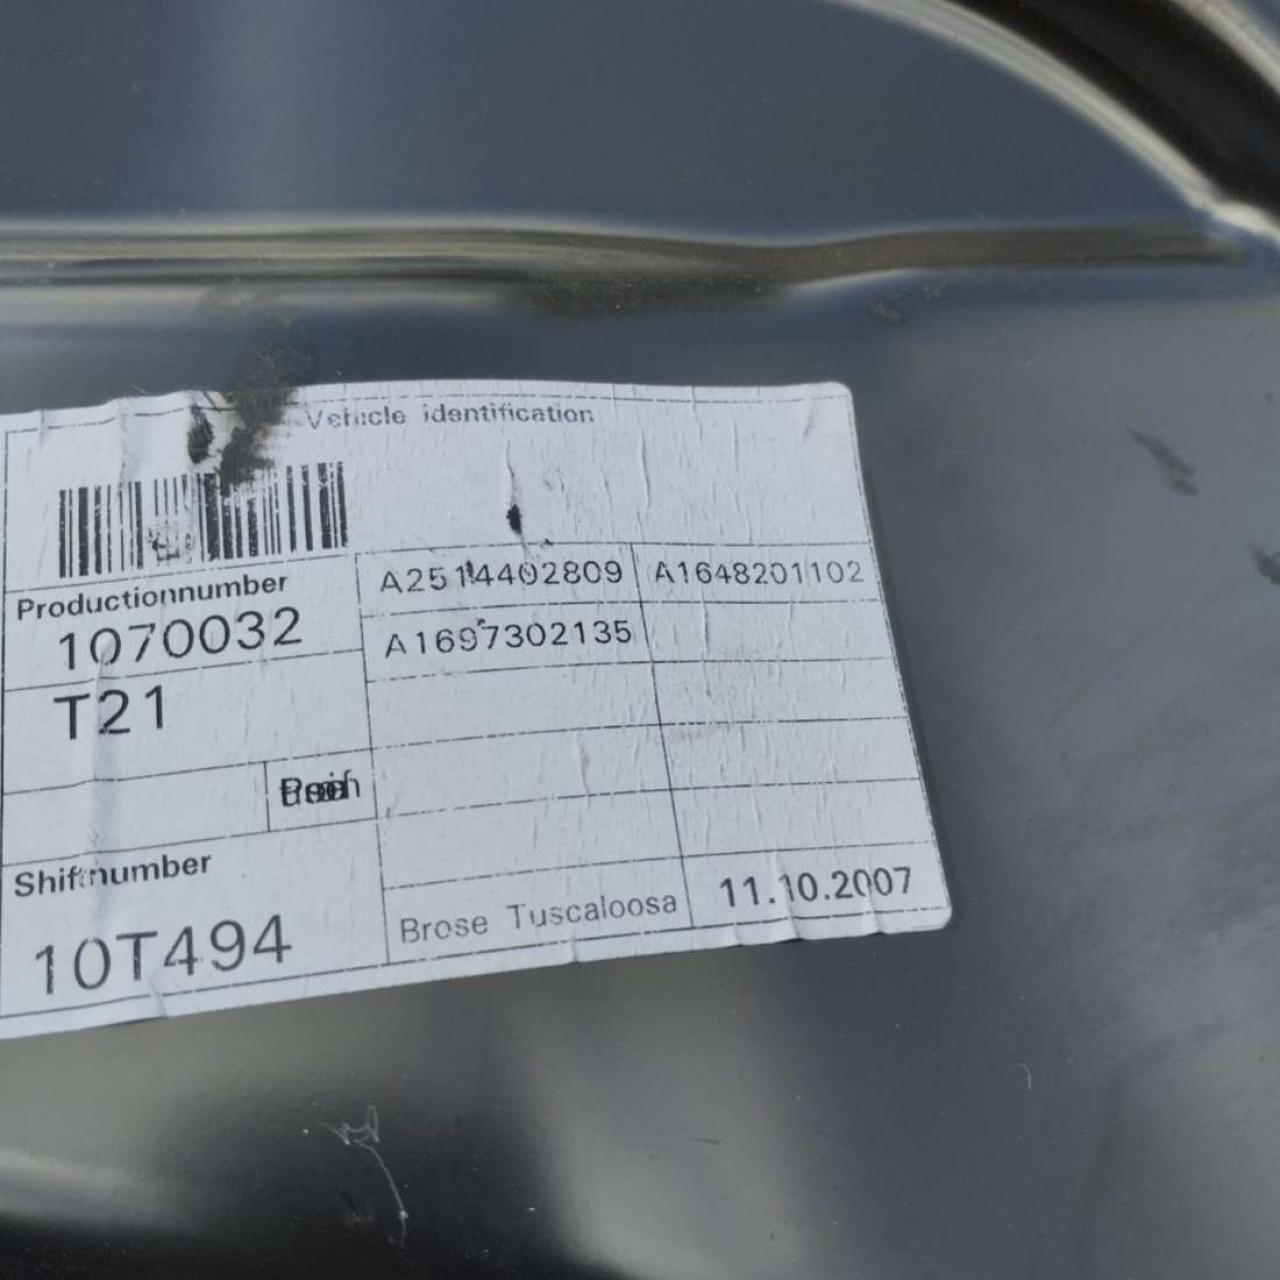 Vehicle identification
Productionnumber
1070032
T21
A2514402809 A1648201102
A1697302135
Shiftnumber
10T494
Brose Tuscaloosa 11.10.2007